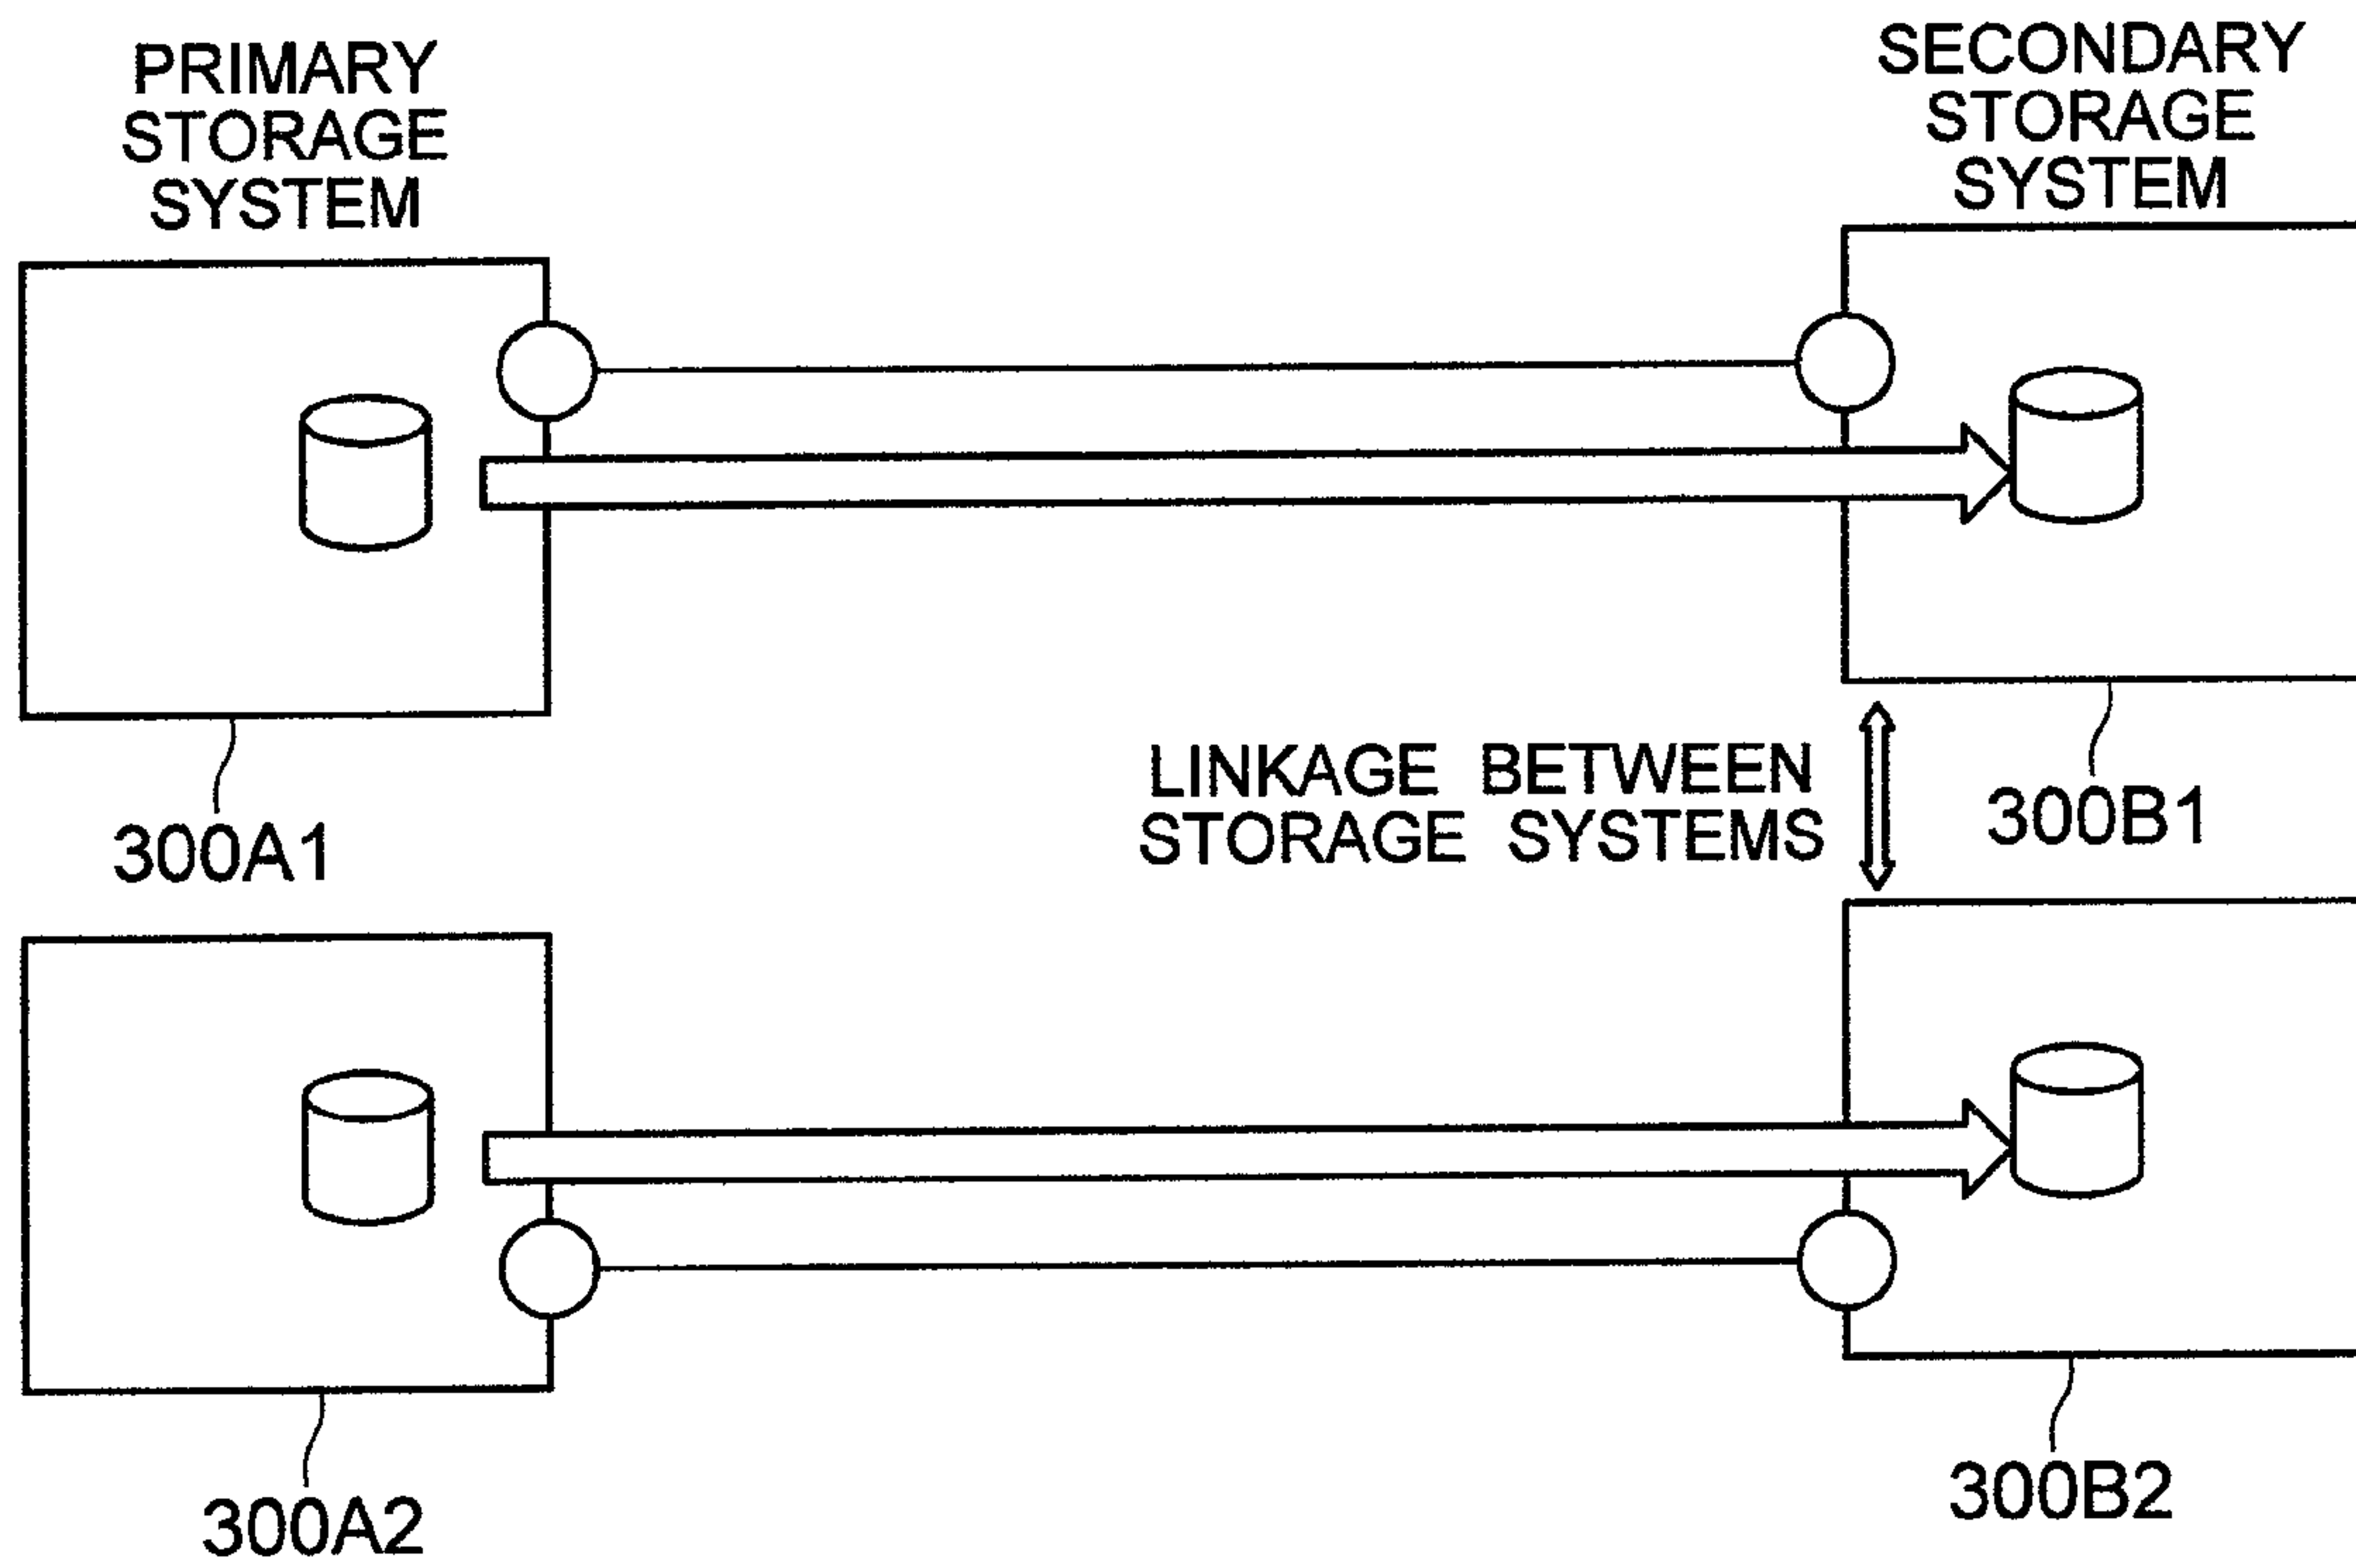 PRIMARY
STORAGE
SYSTEM
SECONDARY
STORAGE
SYSTEM
LINKAGE BETWEEN
STORAGE SYSTEMS
300A1
300B1
300A2
300B2